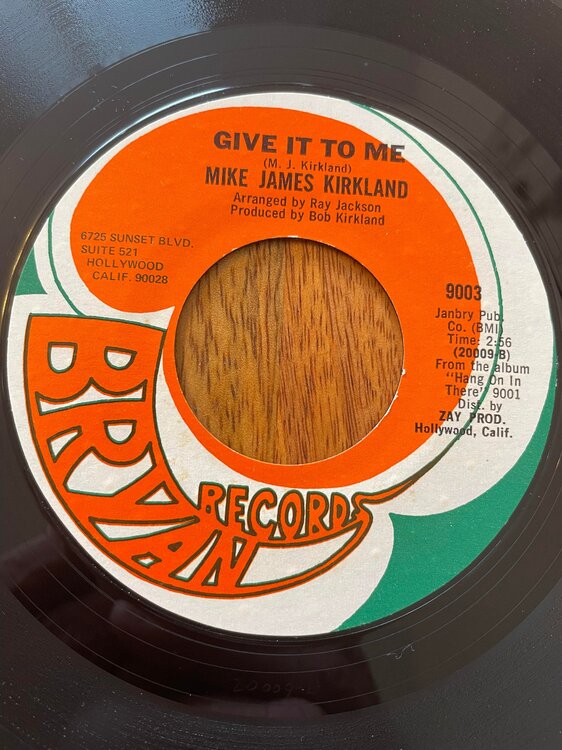 GIVE IT TO ME
(M. J. Kirkland)
MIKE JAMES KIRKLAND
Arranged by Ray Jackson
Produced by Bob Kirkland
6725 SUNSET BLVD.
SUITE 521
HOLLYWOOD
CALIF. 90028
9003
Janbry Pub.
Co. (BMI)
Time: 2:56
(20009-B)
From the album
"Hang On In
There" 9001
Dist. by
ZAY PROD.
Hollywood, Calif.
BRYAN
RECORDS